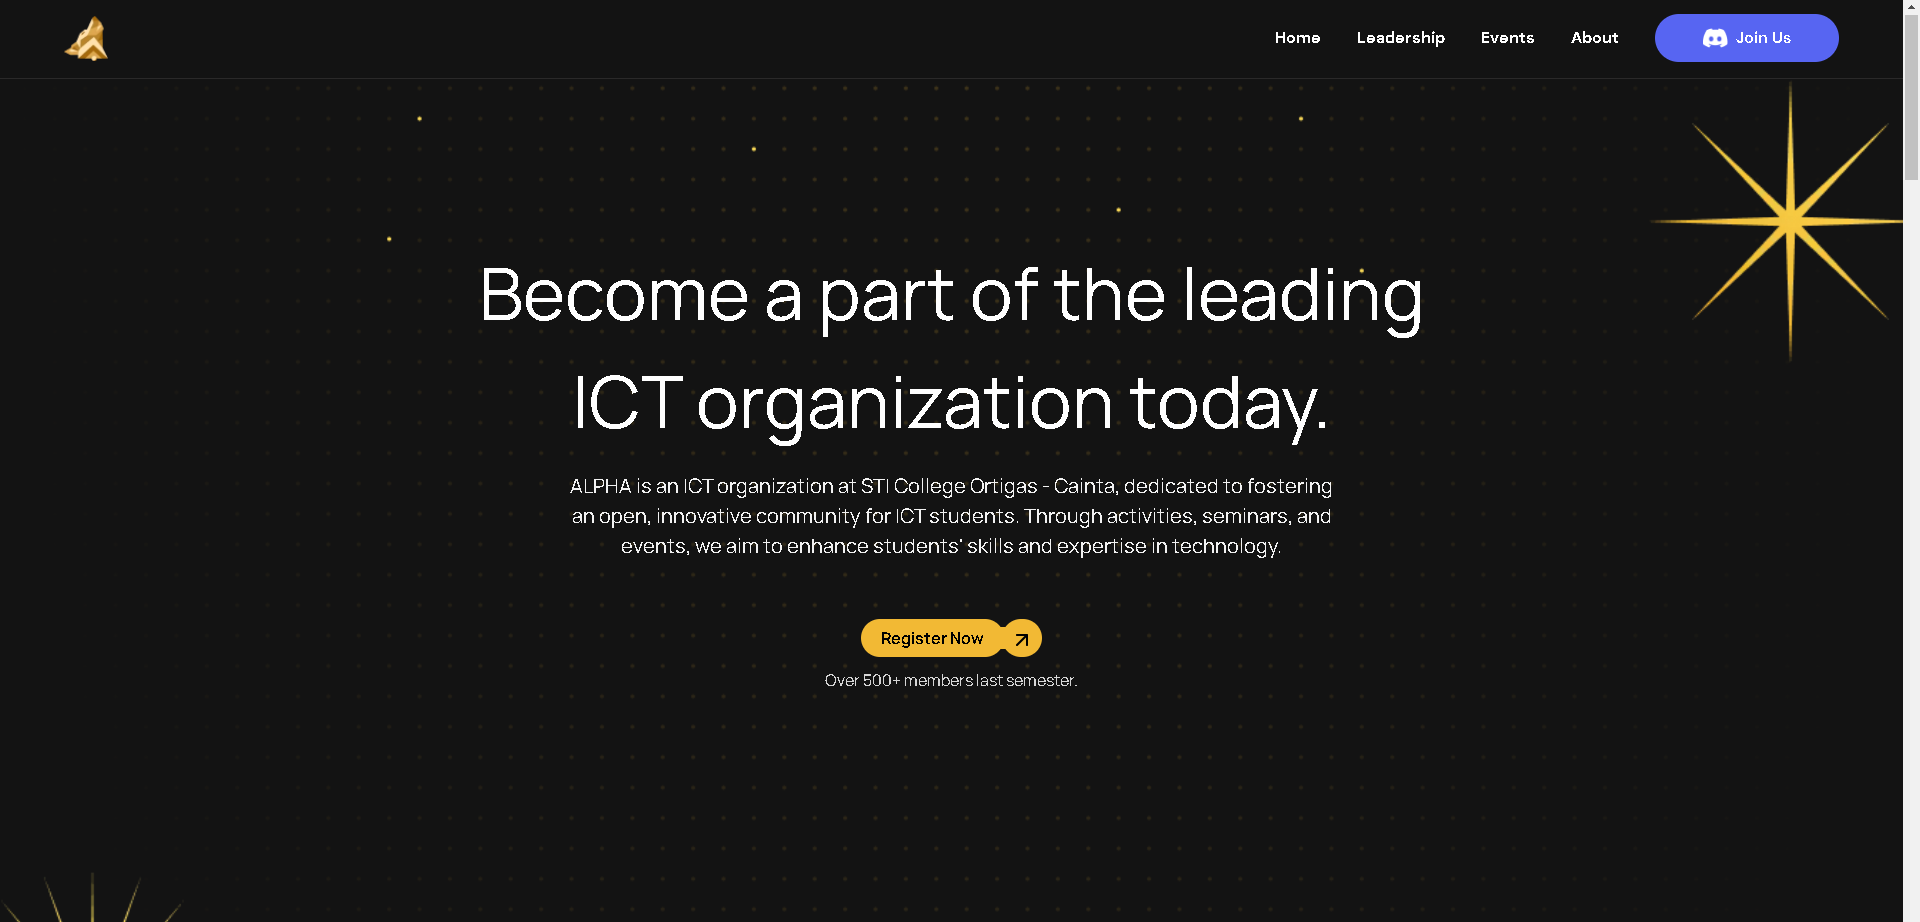 Home
Leadership
Events
About
Join Us
Become a part of the leading
ICT organization today.
ALPHA is an ICT organization at STI College Ortigas - Cainta, dedicated to fostering
an open, innovative community for ICT students. Through activities, seminars, and
events, we aim to enhance students' skills and expertise in technology.
Register Now
Over 500+ members last semester.